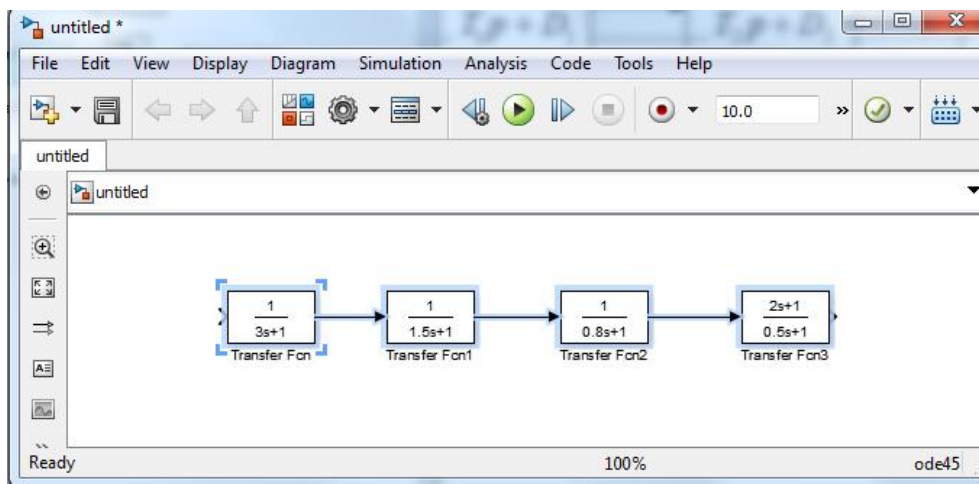 untitled *
File Edit View Display Diagram Simulation Analysis Code Tools Help
10.0 »
untitled
untitled
1 1 1 2s+1
3s+1 1.5s+1 0.8s+1 0.5s+1
Transfer Fcn Transfer Fcn1 Transfer Fcn2 Transfer Fcn3
Ready 100% ode45